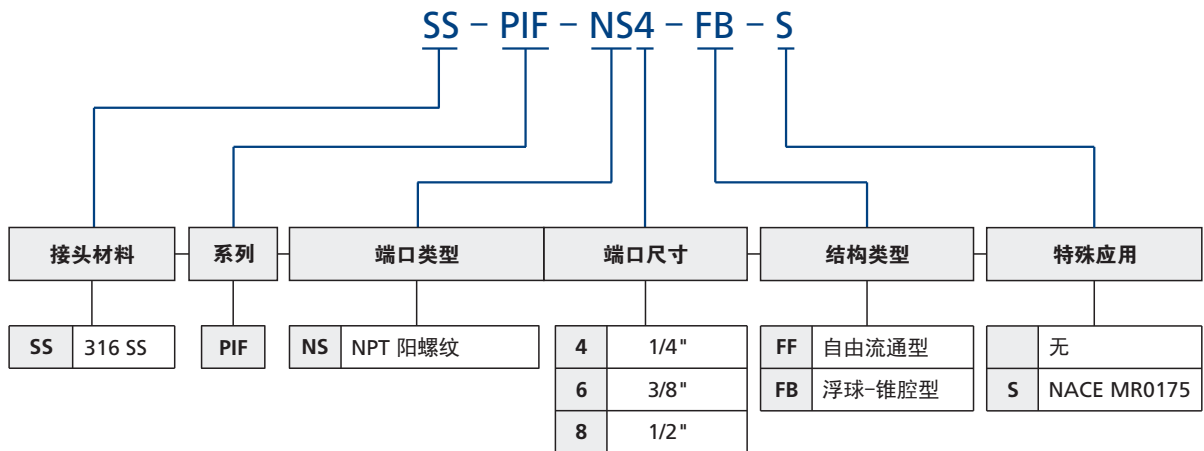 SS - PIF - NS4 - FB - S
接头材料 系列 端口类型 端口尺寸 结构类型 特殊应用
SS 316 SS PIF NS NPT 阳螺纹 4 1/4" FF 自由流通型 无
6 3/8" FB 浮球-锥腔型 S NACE MR0175
8 1/2"